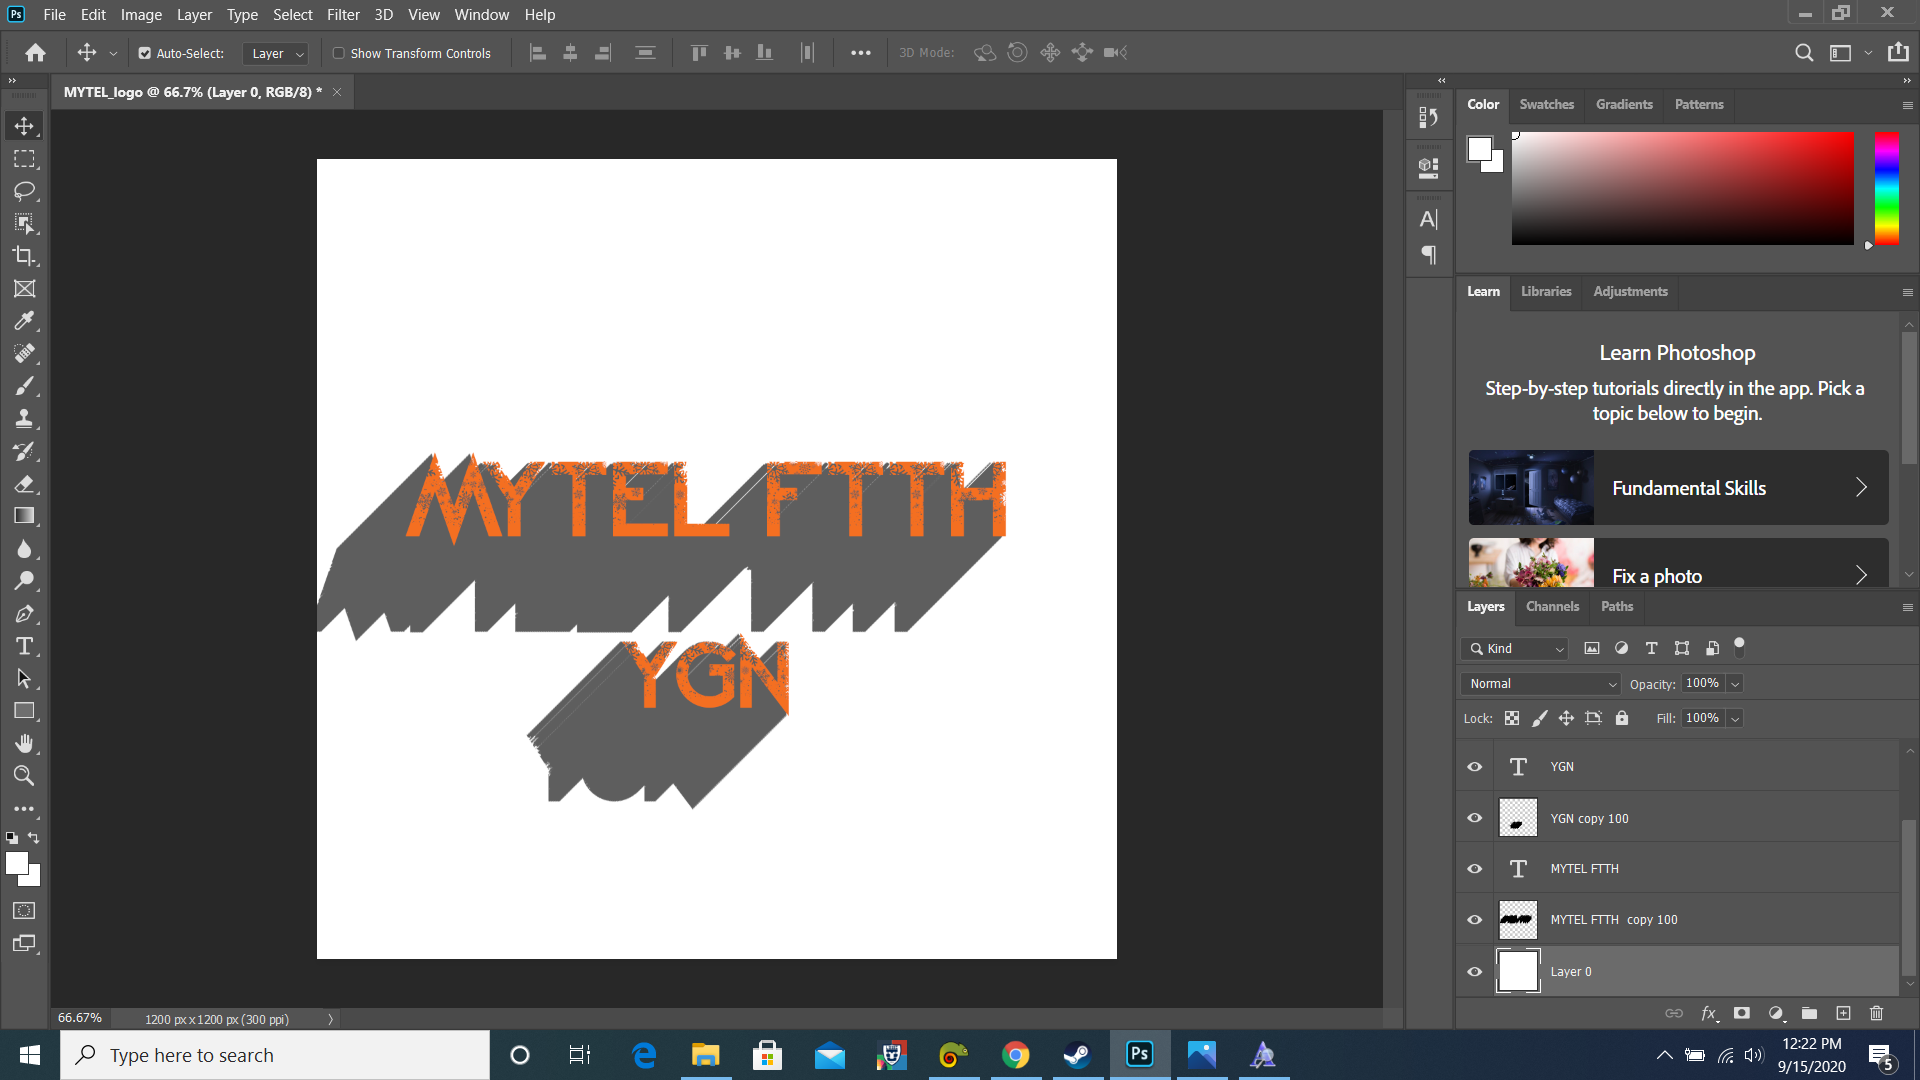 Ps File Edit Image Layer Type Select Filter 3D View Window Help
Auto-Select: Layer Show Transform Controls 3D Mode:
MYTEL_logo @ 66.7% (Layer 0, RGB/8) * ×
Color Swatches Gradients Patterns
A|
Learn Libraries Adjustments
Learn Photoshop
Step-by-step tutorials directly in the app. Pick a
topic below to begin.
Fundamental Skills
Fix a photo
MYTEL FTTH
YGN
Layers Channels Paths
Kind
Normal Opacity: 100%
Lock: Fill: 100%
YGN
YGN copy 100
MYTEL FTTH
MYTEL FTTH copy 100
Layer 0
fx
66.67% 1200 px x 1200 px (300 ppi)
Type here to search
Ps
12:22 PM
9/15/2020
5